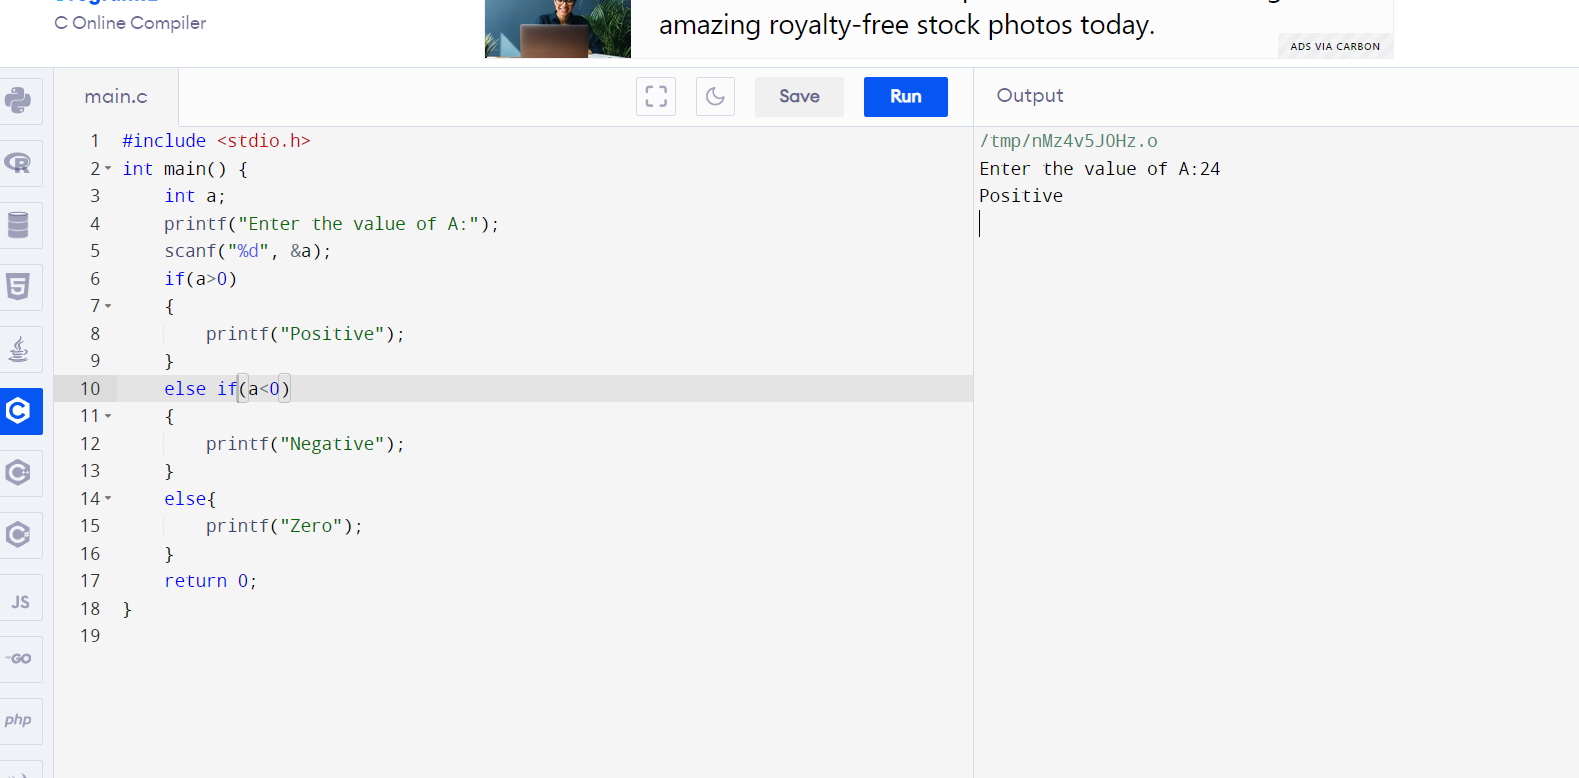 C Online Compiler
amazing royalty-free stock photos today.
ADS VIA CARBON
main.c
Save
Run
Output
1 #include <stdio.h>
2 int main() {
3     int a;
4     printf("Enter the value of A:");
5     scanf("%d", &a);
6     if(a>0)
7     {
8         printf("Positive");
9     }
10     else if(a<0)
11     {
12         printf("Negative");
13     }
14     else{
15         printf("Zero");
16     }
17     return 0;
18 }
19
/tmp/nMz4v5JOHz.o
Enter the value of A:24
Positive
JS
GO
php